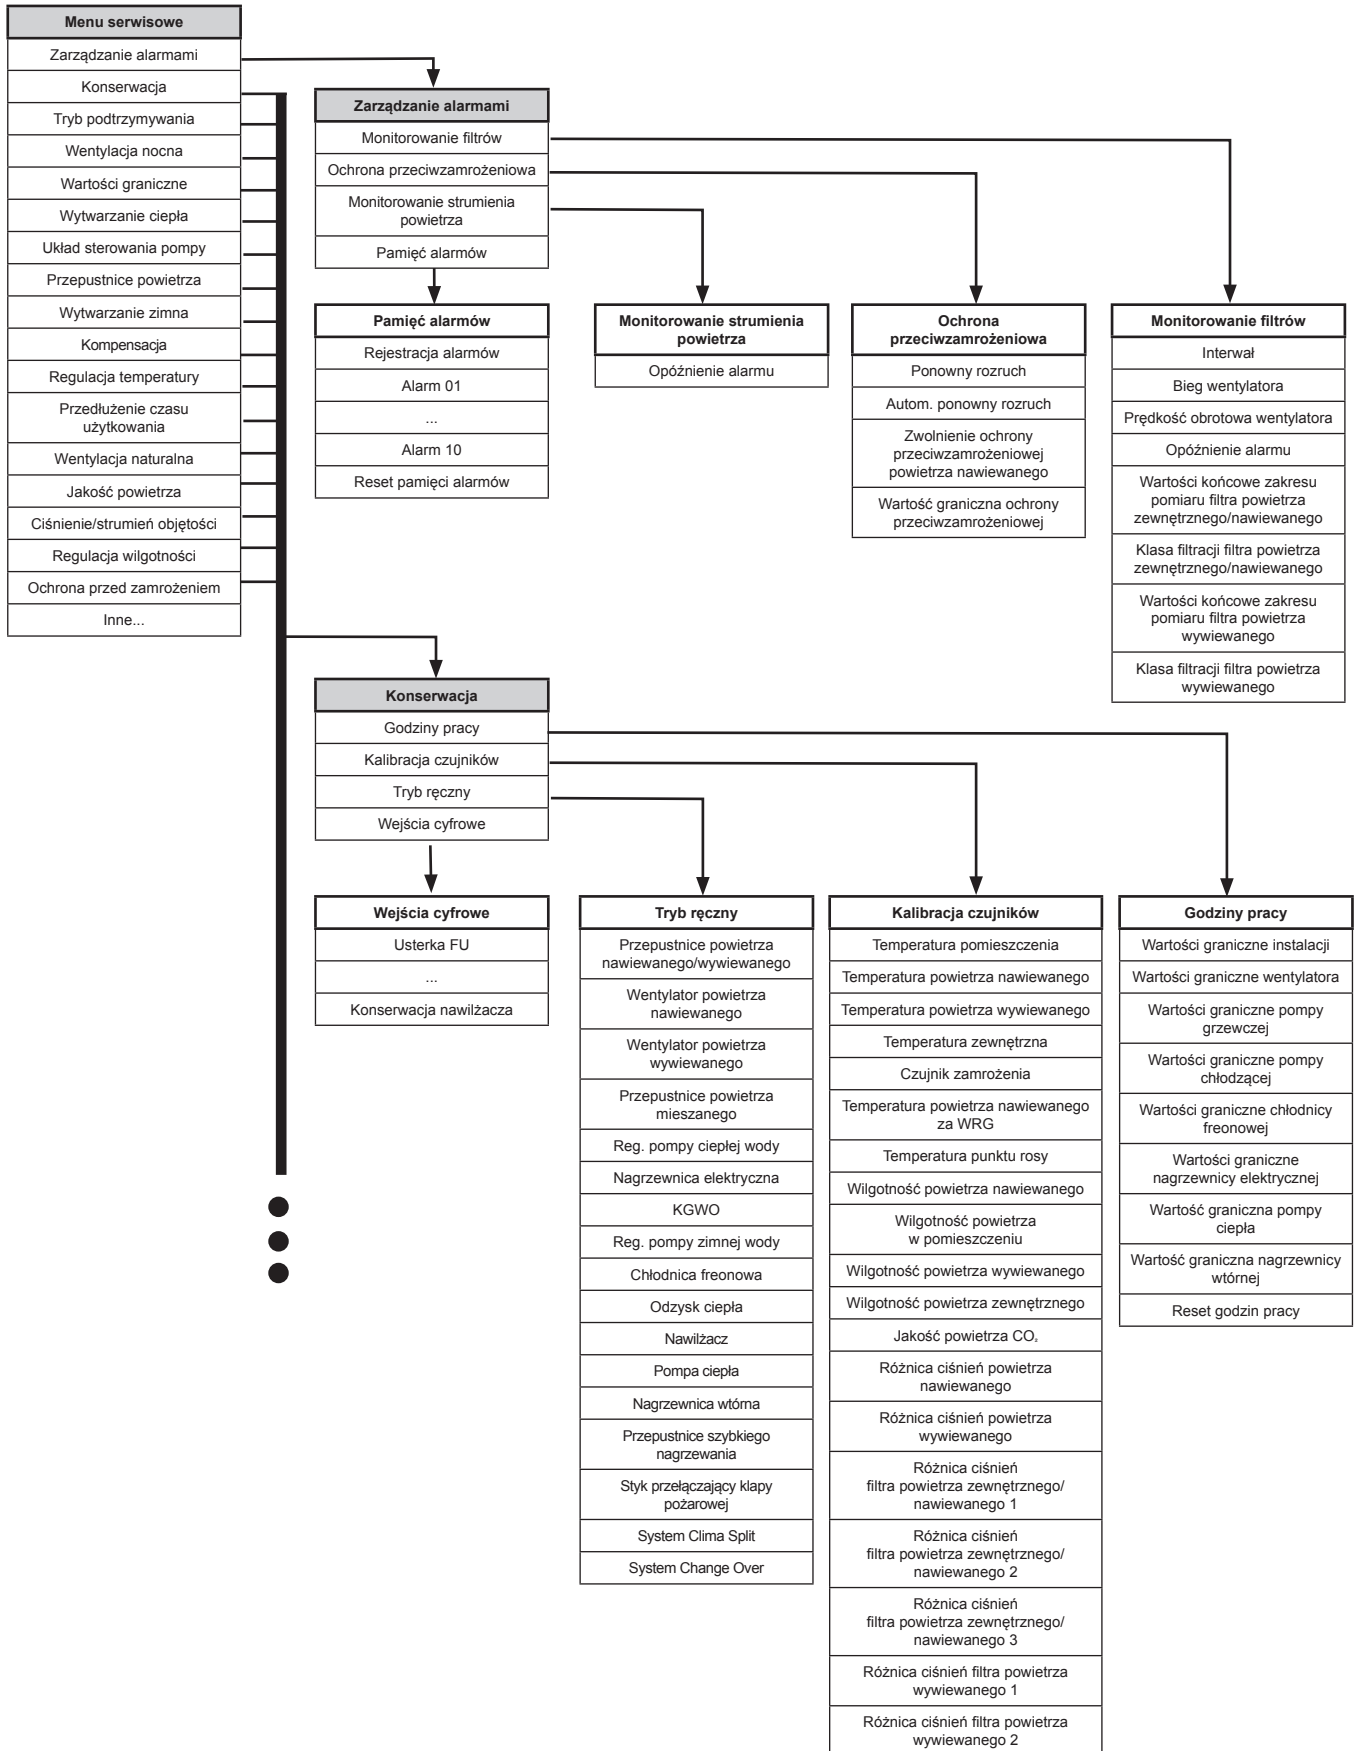 Menu serwisowe
Zarządzanie alarmami
Konserwacja
Tryb podtrzymywania
Wentylacja nocna
Wartości graniczne
Wytwarzanie ciepła
Układ sterowania pompy
Przepustnice powietrza
Wytwarzanie zimna
Kompensacja
Regulacja temperatury
Przedłużenie czasu
użytkowania
Wentylacja naturalna
Jakość powietrza
Ciśnienie/strumień objętości
Regulacja wilgotności
Ochrona przed zamrożeniem
Inne...
Zarządzanie alarmami
Monitorowanie filtrów
Ochrona przeciwzamrożeniowa
Monitorowanie strumienia
powietrza
Pamięć alarmów
Pamięć alarmów
Rejestracja alarmów
Alarm 01
...
Alarm 10
Reset pamięci alarmów
Monitorowanie strumienia
powietrza
Opóźnienie alarmu
Ochrona
przeciwzamrożeniowa
Ponowny rozruch
Autom. ponowny rozruch
Zwolnienie ochrony
przeciwzamrożeniowej
powietrza nawiewanego
Wartość graniczna ochrony
przeciwzamrożeniowej
Monitorowanie filtrów
Interwał
Bieg wentylatora
Prędkość obrotowa wentylatora
Opóźnienie alarmu
Wartości końcowe zakresu
pomiaru filtra powietrza
zewnętrznego/nawiewanego
Klasa filtracji filtra powietrza
zewnętrznego/nawiewanego
Wartości końcowe zakresu
pomiaru filtra powietrza
wywiewanego
Klasa filtracji filtra powietrza
wywiewanego
Konserwacja
Godziny pracy
Kalibracja czujników
Tryb ręczny
Wejścia cyfrowe
Wejścia cyfrowe
Usterka FU
...
Konserwacja nawilżacza
Tryb ręczny
Przepustnice powietrza
nawiewanego/wywiewanego
Wentylator powietrza
nawiewanego
Wentylator powietrza
wywiewanego
Przepustnice powietrza
mieszanego
Reg. pompy ciepłej wody
Nagrzewnica elektryczna
KGWO
Reg. pompy zimnej wody
Chłodnica freonowa
Odzysk ciepła
Nawilżacz
Pompa ciepła
Nagrzewnica wtórna
Przepustnice szybkiego
nagrzewania
Styk przełączający klapy
pożarowej
System Clima Split
System Change Over
Kalibracja czujników
Temperatura pomieszczenia
Temperatura powietrza nawiewanego
Temperatura powietrza wywiewanego
Temperatura zewnętrzna
Czujnik zamrożenia
Temperatura powietrza nawiewanego
za WRG
Temperatura punktu rosy
Wilgotność powietrza nawiewanego
Wilgotność powietrza
w pomieszczeniu
Wilgotność powietrza wywiewanego
Wilgotność powietrza zewnętrznego
Jakość powietrza CO₂
Różnica ciśnień powietrza
nawiewanego
Różnica ciśnień powietrza
wywiewanego
Różnica ciśnień
filtra powietrza zewnętrznego/
nawiewanego 1
Różnica ciśnień
filtra powietrza zewnętrznego/
nawiewanego 2
Różnica ciśnień
filtra powietrza zewnętrznego/
nawiewanego 3
Różnica ciśnień filtra powietrza
wywiewanego 1
Różnica ciśnień filtra powietrza
wywiewanego 2
Godziny pracy
Wartości graniczne instalacji
Wartości graniczne wentylatora
Wartości graniczne pompy
grzewczej
Wartości graniczne pompy
chłodzącej
Wartości graniczne chłodnicy
freonowej
Wartości graniczne
nagrzewnicy elektrycznej
Wartość graniczna pompy
ciepła
Wartość graniczna nagrzewnicy
wtórnej
Reset godzin pracy